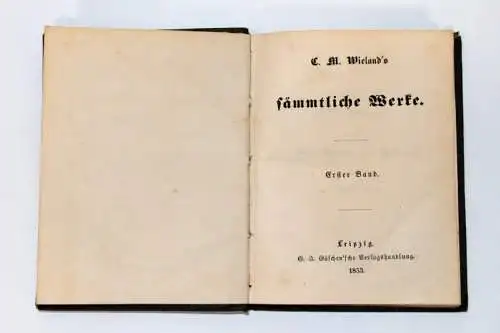 C. M. Wieland's
sämmtliche Werke.
Erster Band.
Leipzig.
G. J. Göschen'sche Verlagshandlung.
1853.